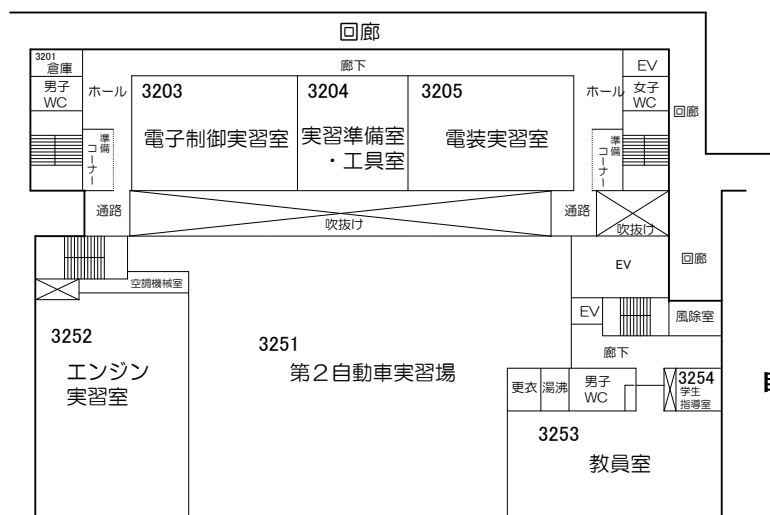 回廊
3201
倉庫
男子
WC
ホール
準備
コーナー
廊下
3203
電子制御実習室
3204
実習準備室
・工具室
3205
電装実習室
ホール
EV
女子
WC
準備
コーナー
回廊
通路
吹抜け
通路
吹抜け
回廊
空調機械室
EV
EV
風除室
廊下
3252
エンジン
実習室
3251
第2自動車実習場
更衣
湯沸
男子
WC
3254
学生
指導室
3253
教員室